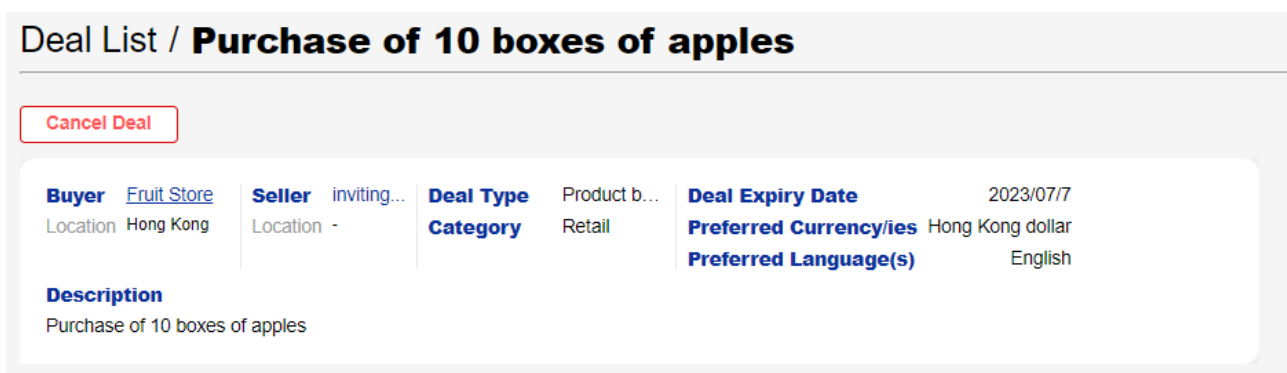 Deal List / Purchase of 10 boxes of apples
Cancel Deal
Buyer Fruit Store Seller inviting... Deal Type Product b... Deal Expiry Date 2023/07/7
Location Hong Kong Location - Category Retail Preferred Currency/ies Hong Kong dollar
Preferred Language(s) English
Description
Purchase of 10 boxes of apples